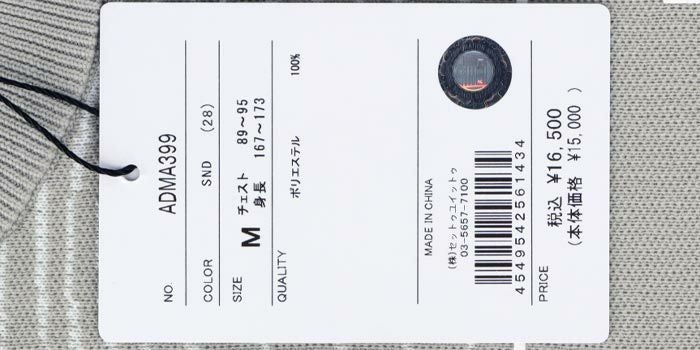 NO. ADMA399
COLOR SND (28)
SIZE M チェスト 89～95
身長 167～173
QUALITY
ポリエステル 100%
MADE IN CHINA
(株)セットゥユイットゥ
03-5657-7100
4549542561434
PRICE 税込 ¥16,500
(本体価格 ¥15,000 )